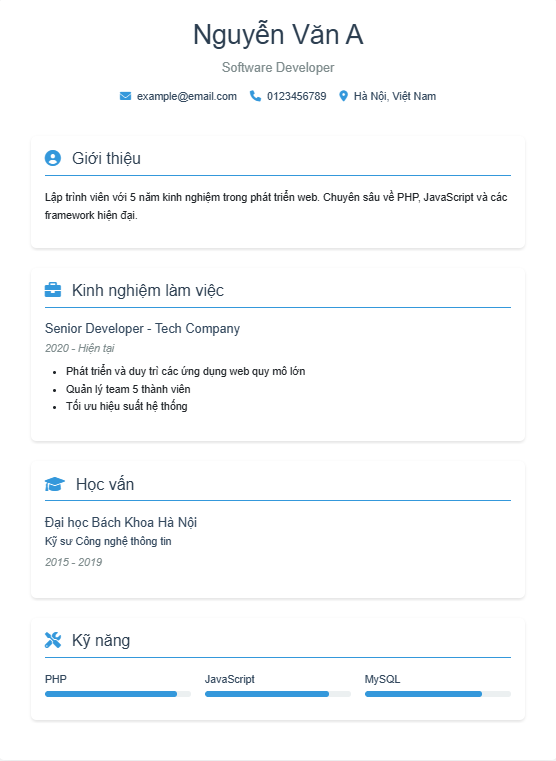 Nguyễn Văn A
Software Developer
example@email.com 0123456789 Hà Nội, Việt Nam
Giới thiệu
Lập trình viên với 5 năm kinh nghiệm trong phát triển web. Chuyên sâu về PHP, JavaScript và các
framework hiện đại.
Kinh nghiệm làm việc
Senior Developer - Tech Company
2020 - Hiện tại
• Phát triển và duy trì các ứng dụng web quy mô lớn
• Quản lý team 5 thành viên
• Tối ưu hiệu suất hệ thống
Học vấn
Đại học Bách Khoa Hà Nội
Kỹ sư Công nghệ thông tin
2015 - 2019
Kỹ năng
PHP JavaScript MySQL